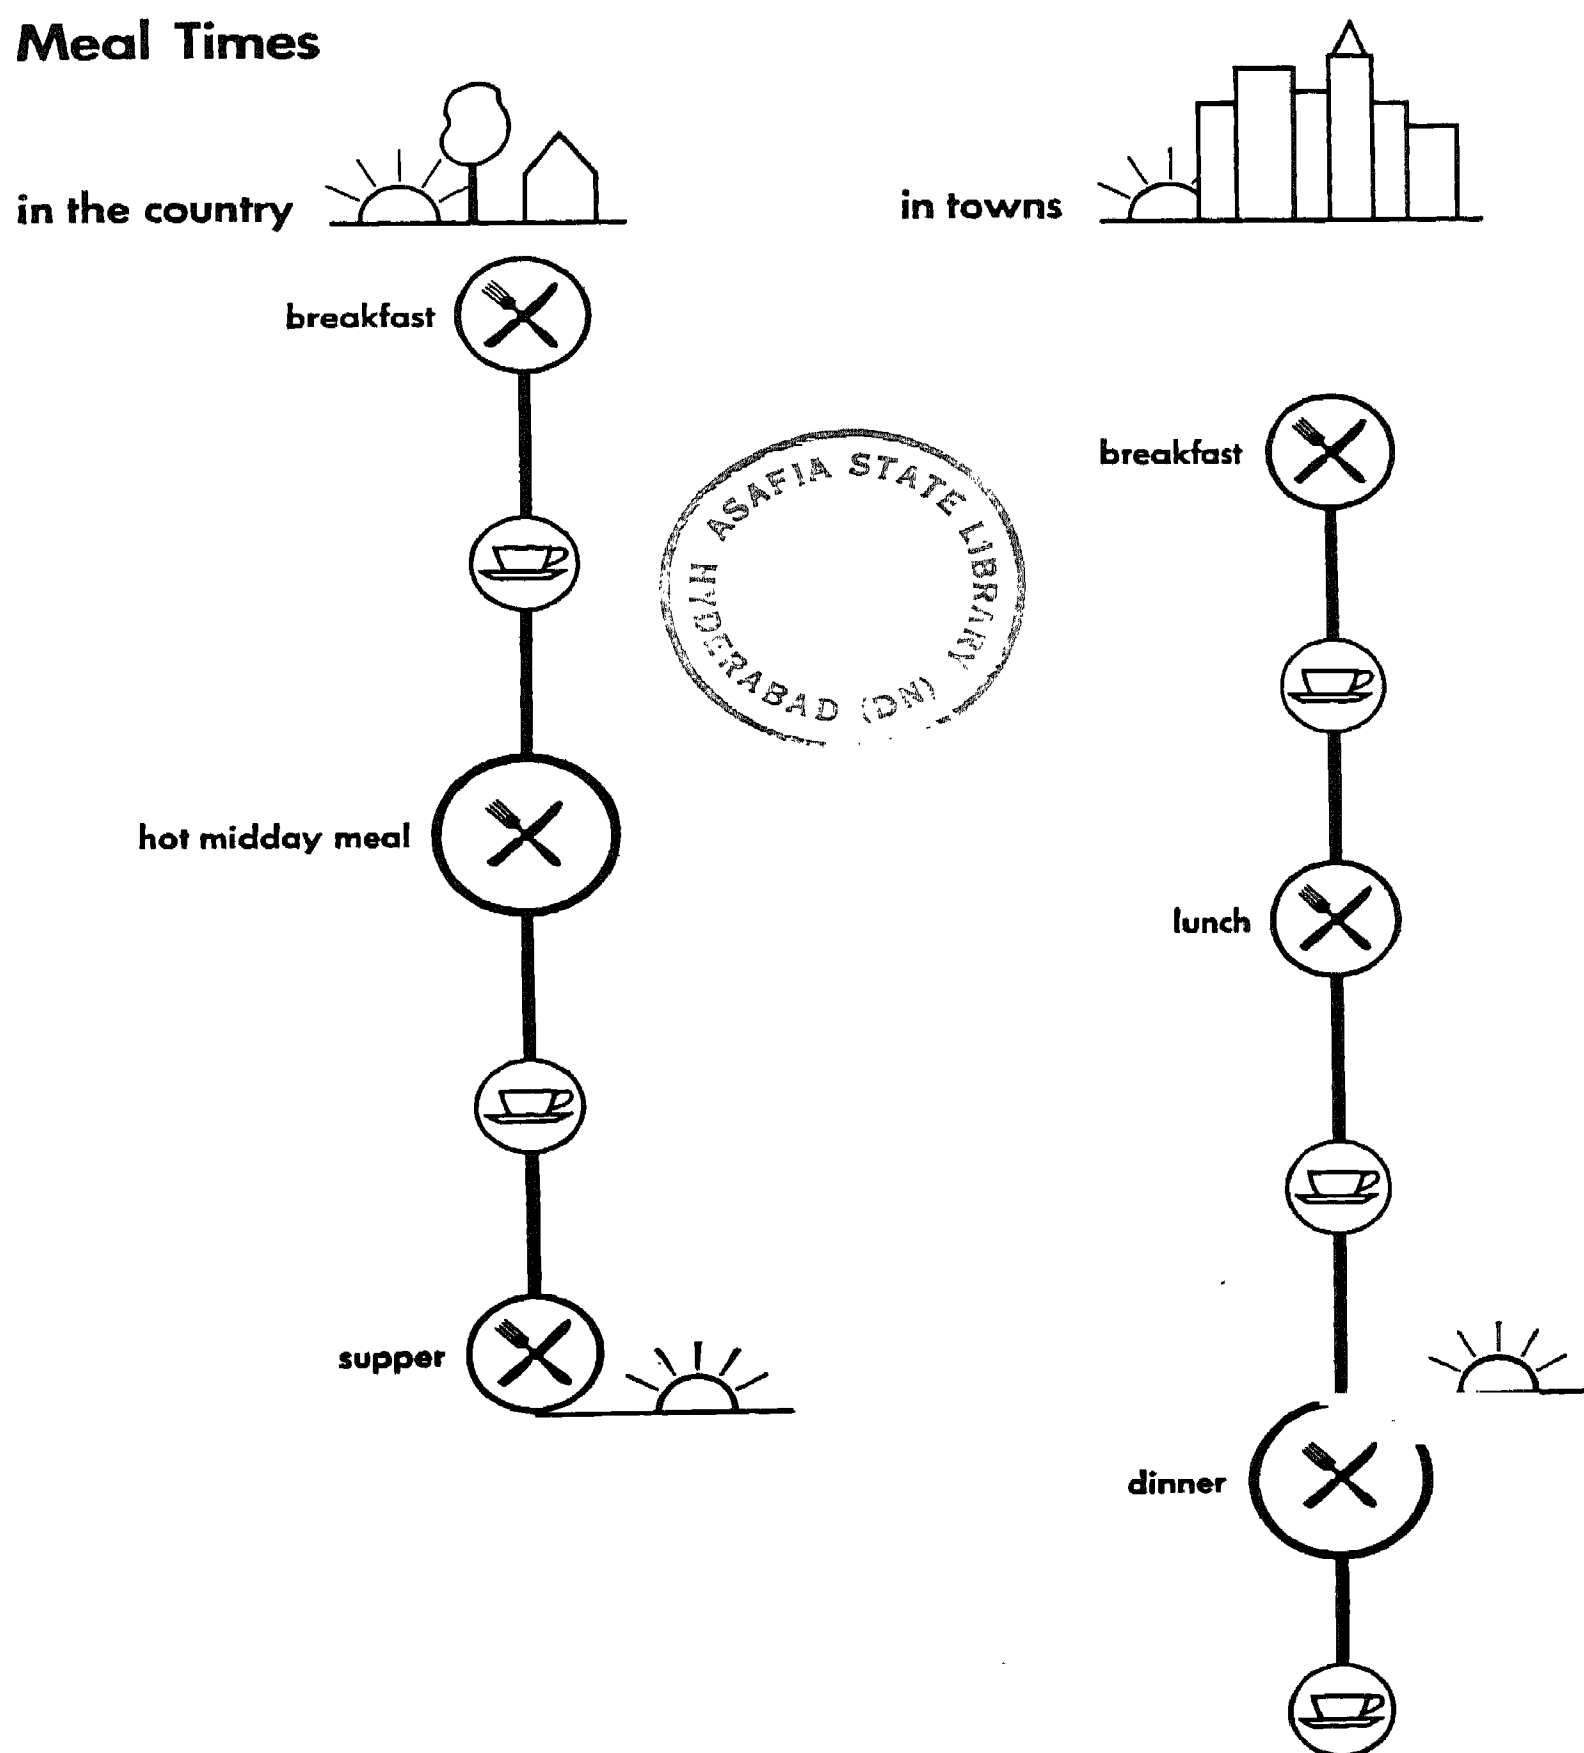 Meal Times
in the country
in towns
breakfast
breakfast
ASAFIA STATE LIBRARY
HYDERABAD (DN)
hot midday meal
lunch
supper
dinner